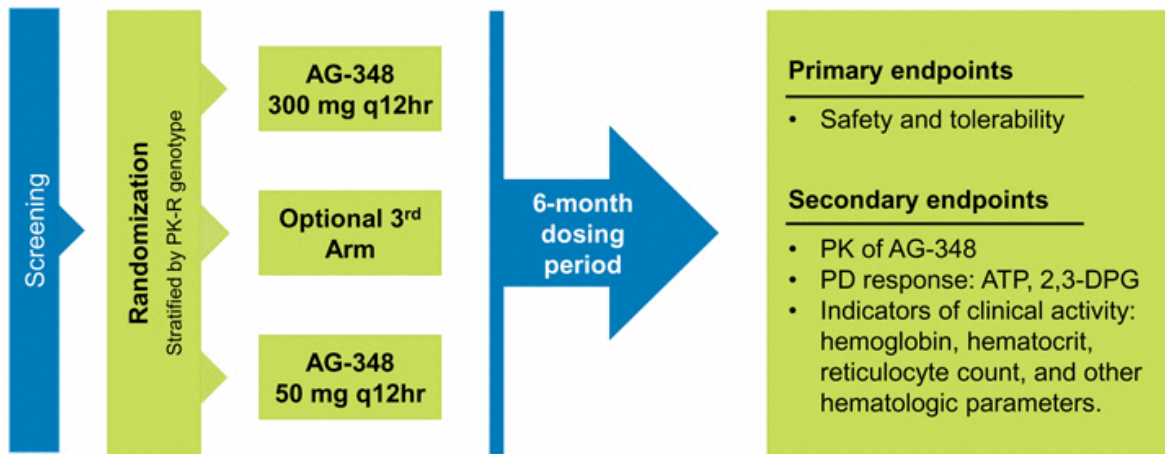 Screening
Randomization
Stratified by PK-R genotype
AG-348
300 mg q12hr
Optional 3rd
Arm
AG-348
50 mg q12hr
6-month
dosing
period
Primary endpoints
• Safety and tolerability
Secondary endpoints
• PK of AG-348
• PD response: ATP, 2,3-DPG
• Indicators of clinical activity:
hemoglobin, hematocrit,
reticulocyte count, and other
hematologic parameters.